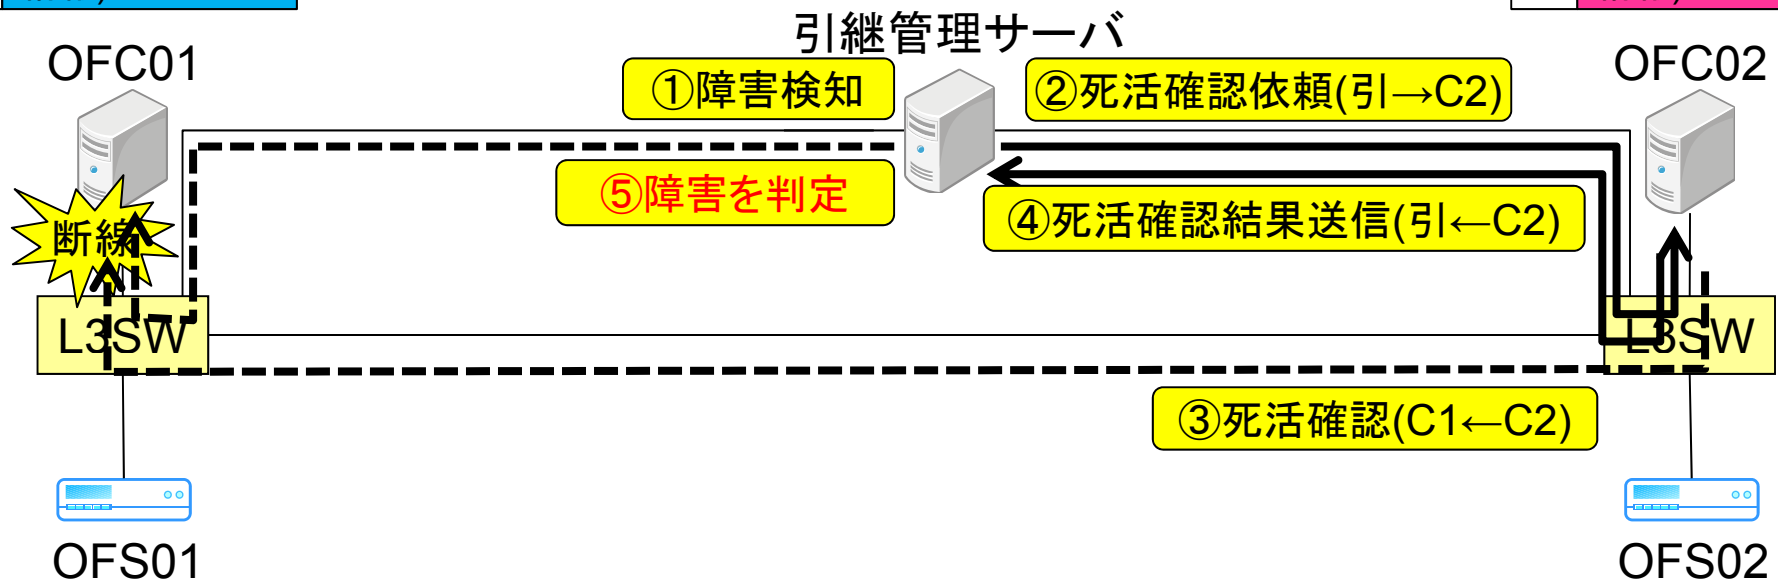 引継管理サーバ
OFC01
OFC02
①障害検知
②死活確認依頼(引→C2)
⑤障害を判定
④死活確認結果送信(引←C2)
断線
L3SW
L3SW
③死活確認(C1←C2)
OFS01
OFS02